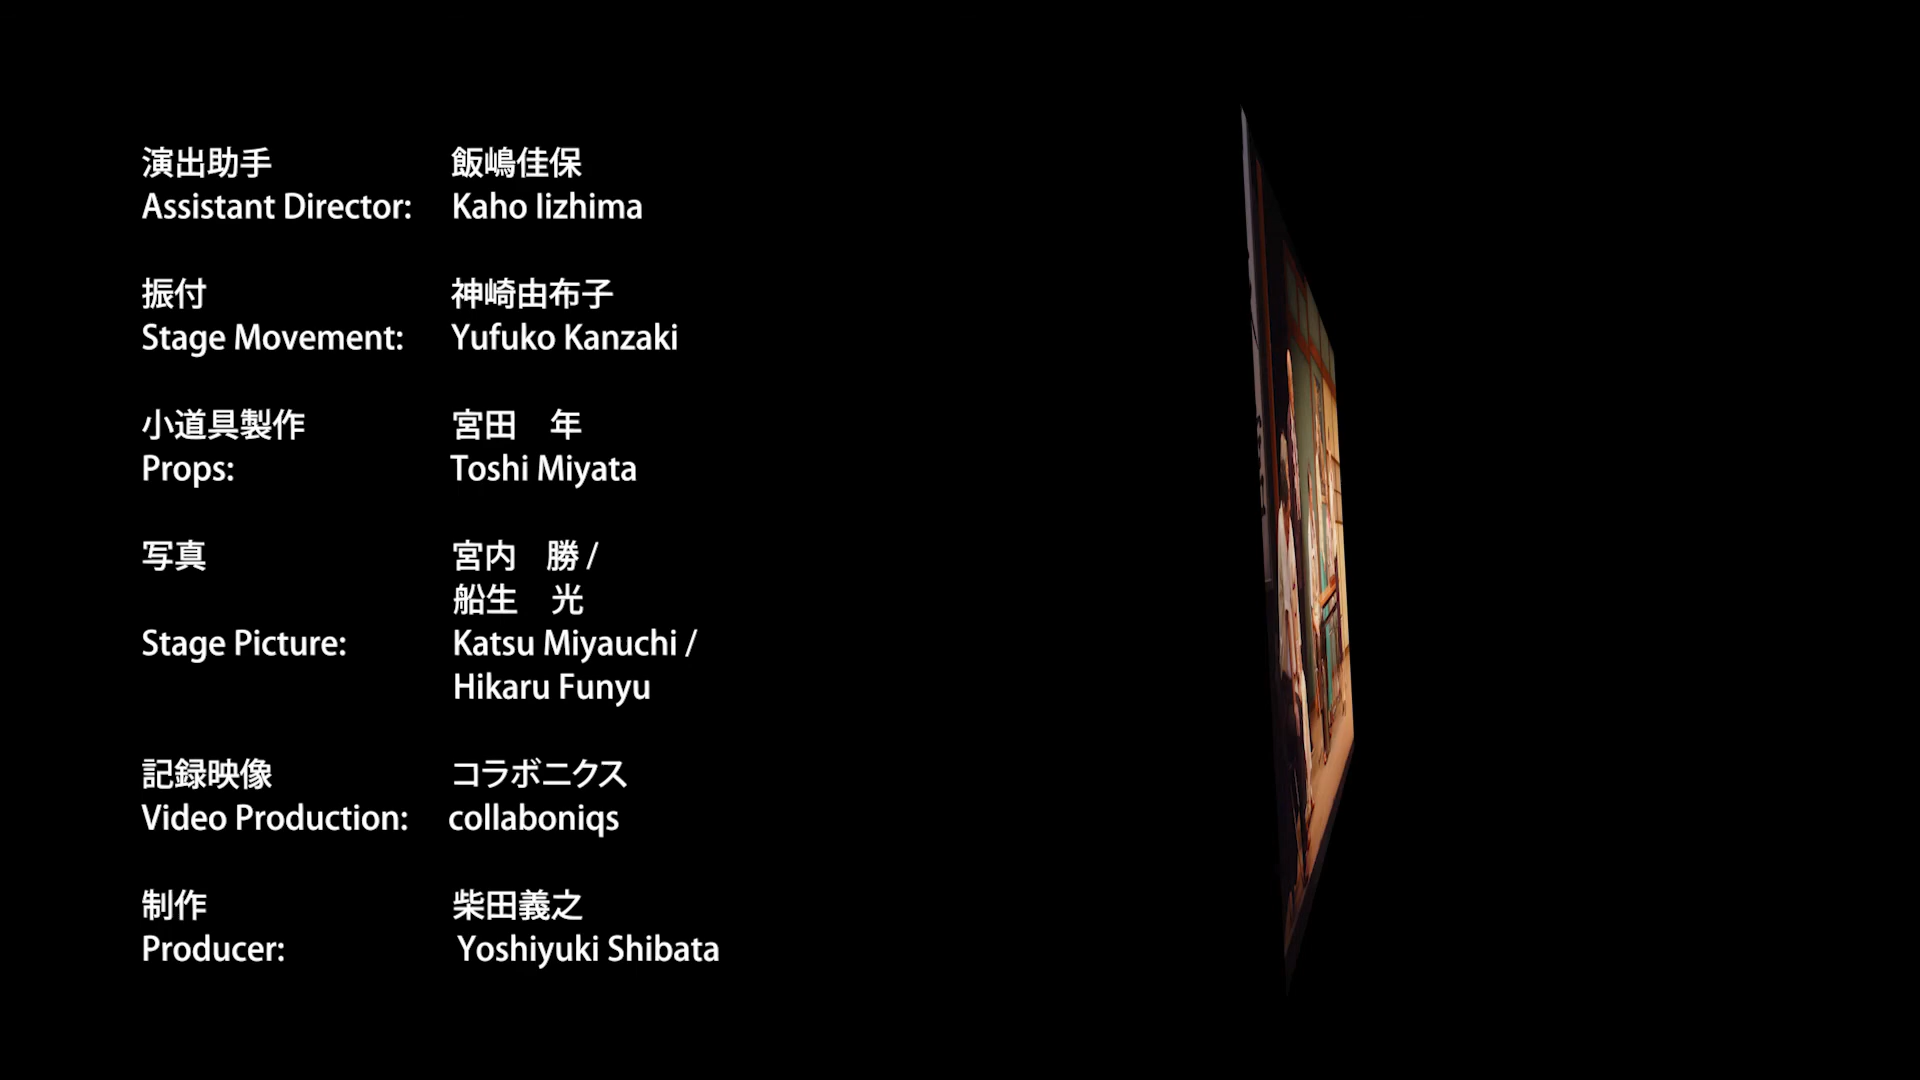 演出助手 飯嶋佳保
Assistant Director: Kaho Iizhima
振付 神崎由布子
Stage Movement: Yufuko Kanzaki
小道具製作 宮田　年
Props: Toshi Miyata
写真 宮内　勝 /
船生　光
Stage Picture: Katsu Miyauchi /
Hikaru Funyu
記録映像 コラボニクス
Video Production: collaboniqs
制作 柴田義之
Producer: Yoshiyuki Shibata